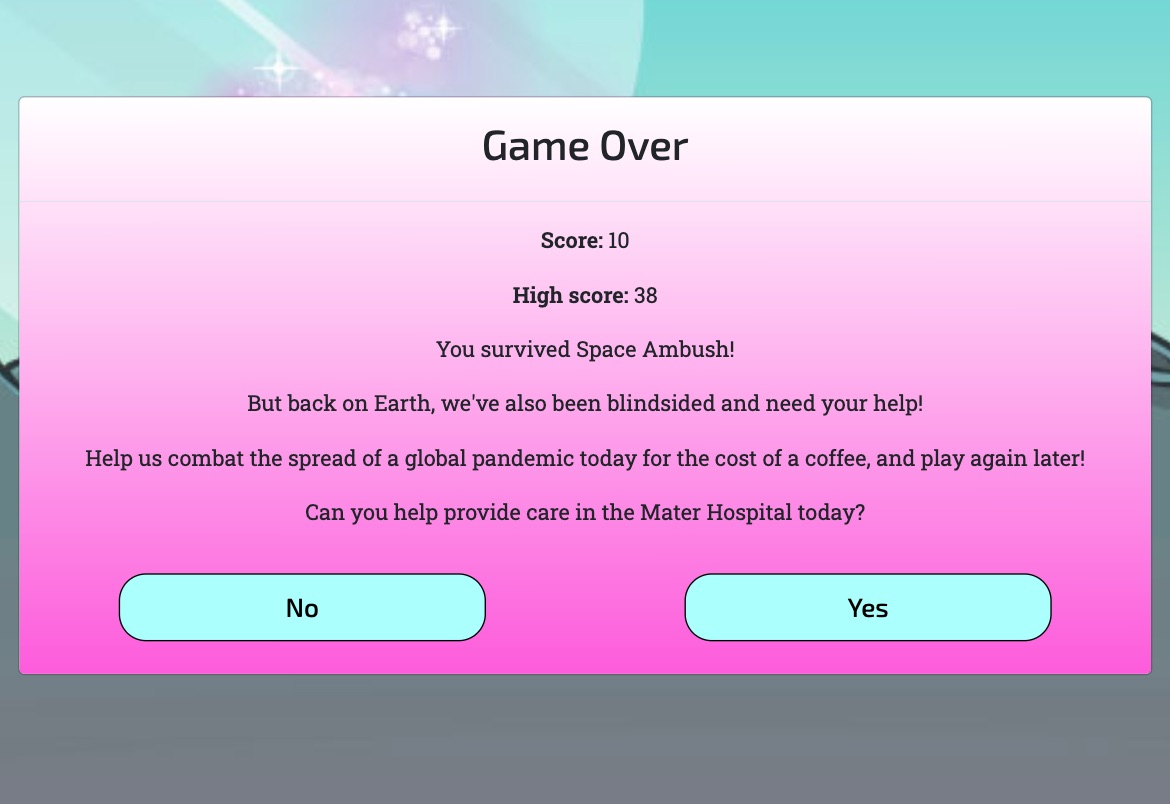 Game Over
Score: 10
High score: 38
You survived Space Ambush!
But back on Earth, we've also been blindsided and need your help!
Help us combat the spread of a global pandemic today for the cost of a coffee, and play again later!
Can you help provide care in the Mater Hospital today?
No
Yes